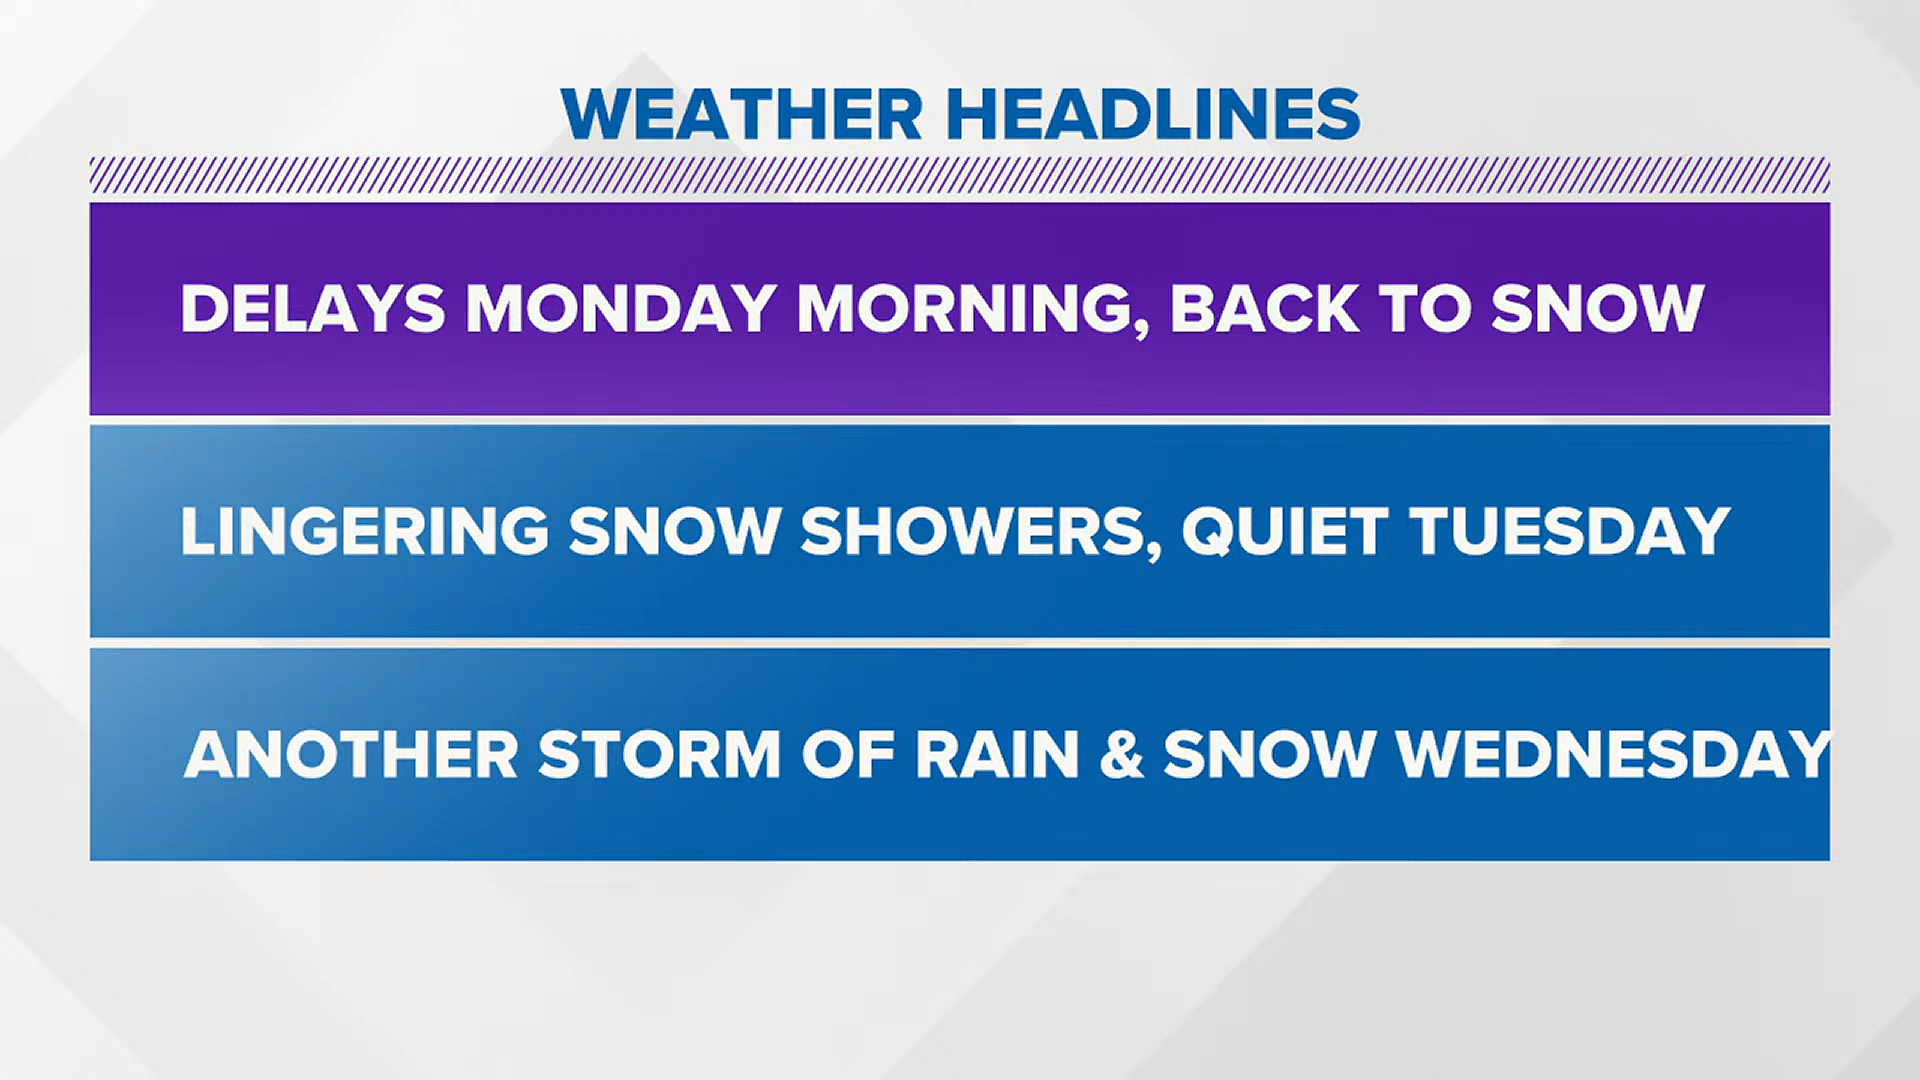 WEATHER HEADLINES
DELAYS MONDAY MORNING, BACK TO SNOW
LINGERING SNOW SHOWERS, QUIET TUESDAY
ANOTHER STORM OF RAIN & SNOW WEDNESDAY